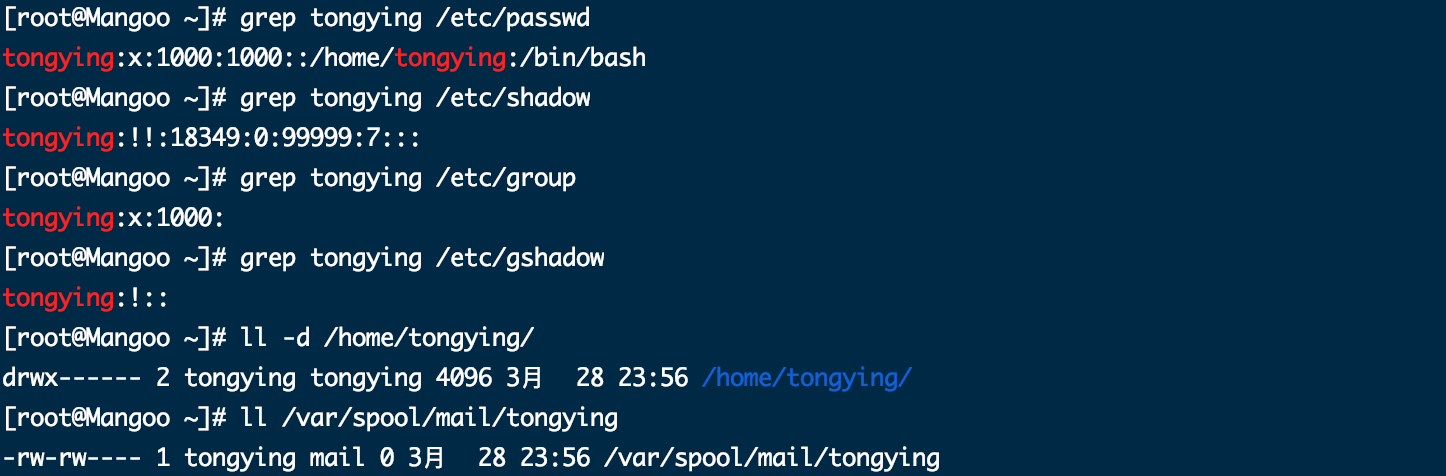 [root@Mangoo ~]# grep tongying /etc/passwd
tongying:x:1000:1000::/home/tongying:/bin/bash
[root@Mangoo ~]# grep tongying /etc/shadow
tongying:!!:18349:0:99999:7:::
[root@Mangoo ~]# grep tongying /etc/group
tongying:x:1000:
[root@Mangoo ~]# grep tongying /etc/gshadow
tongying:!::
[root@Mangoo ~]# ll -d /home/tongying/
drwx------ 2 tongying tongying 4096 3月  28 23:56 /home/tongying/
[root@Mangoo ~]# ll /var/spool/mail/tongying
-rw-rw---- 1 tongying mail 0 3月  28 23:56 /var/spool/mail/tongying